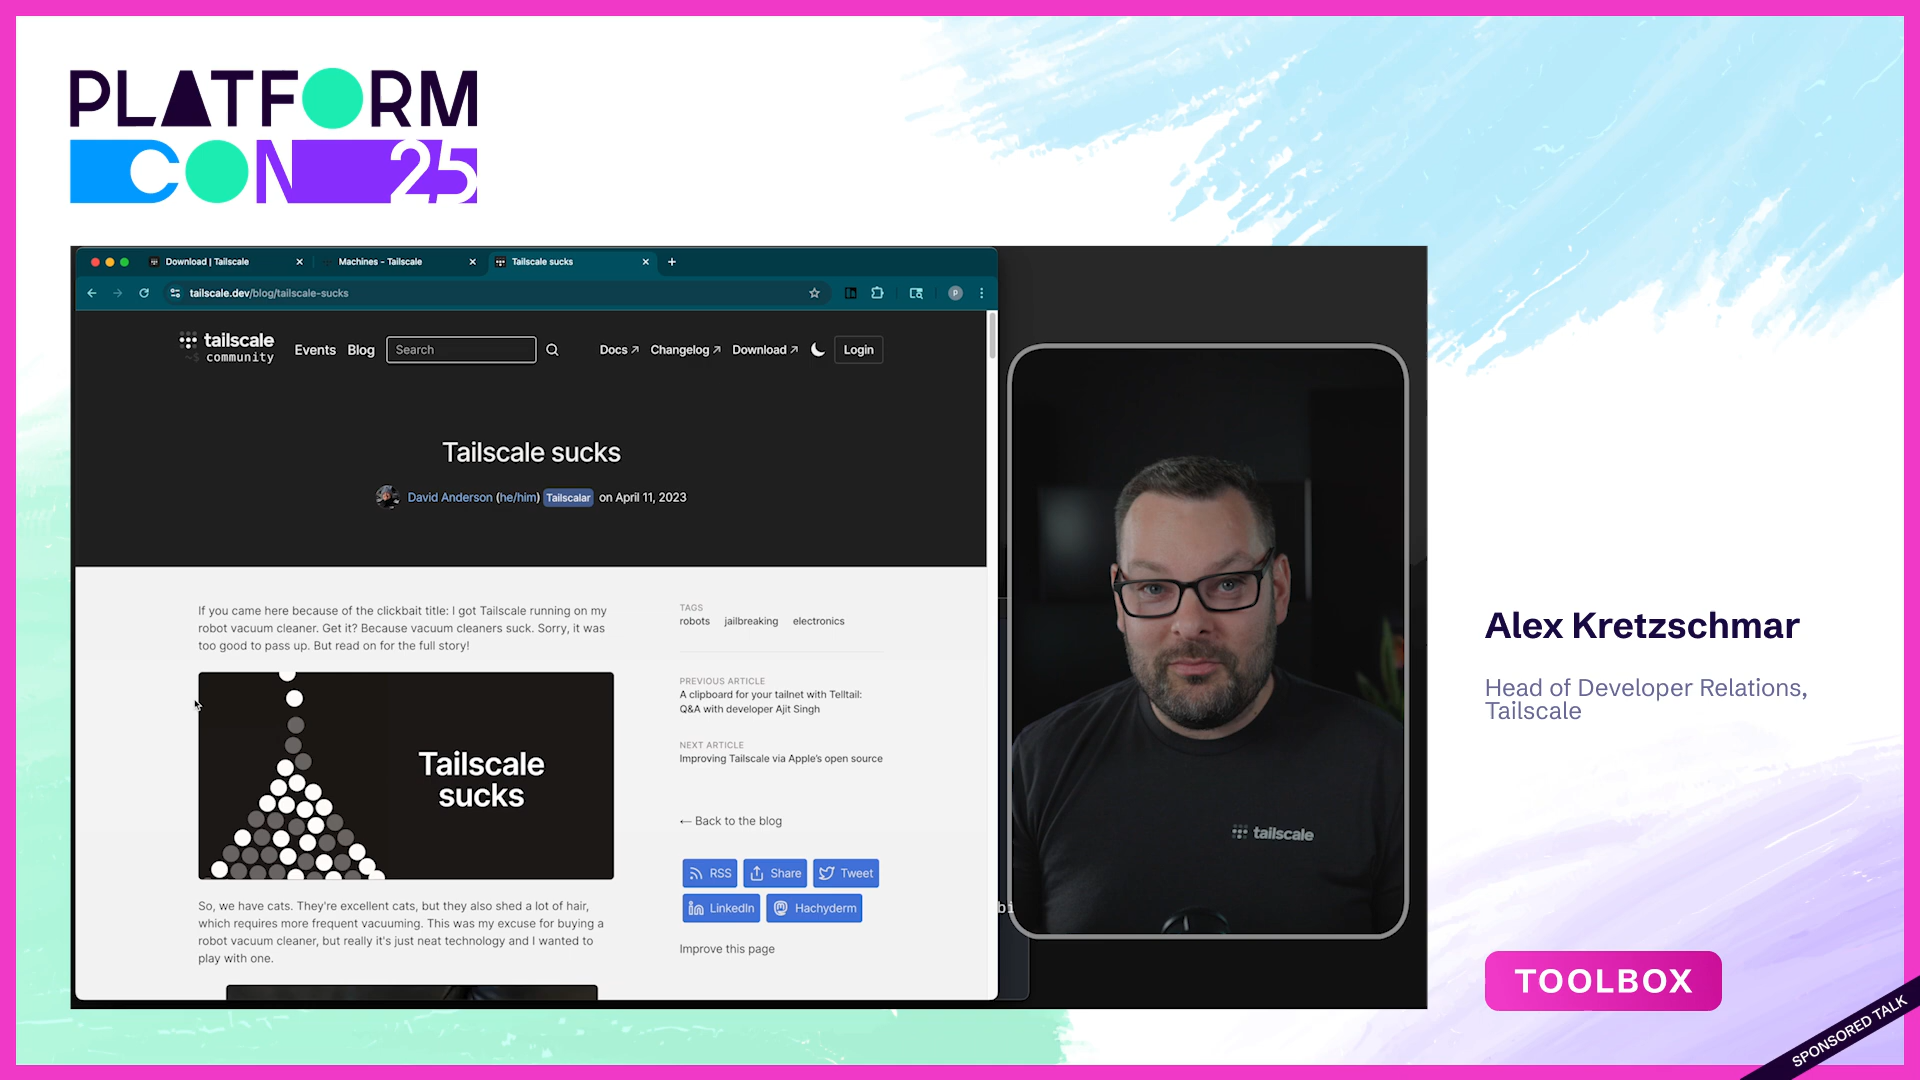 PLATFORM
CON 25
Download | Tailscale
Machines - Tailscale
Tailscale sucks
tailscale.dev/blog/tailscale-sucks
P
tailscale
~$ community
Events
Blog
Search
Docs ↗
Changelog ↗
Download ↗
Login
Tailscale sucks
David Anderson (he/him) Tailscalar on April 11, 2023
If you came here because of the clickbait title: I got Tailscale running on my
robot vacuum cleaner. Get it? Because vacuum cleaners suck. Sorry, it was
too good to pass up. But read on for the full story!
Tailscale
sucks
So, we have cats. They're excellent cats, but they also shed a lot of hair,
which requires more frequent vacuuming. This was my excuse for buying a
robot vacuum cleaner, but really it's just neat technology and I wanted to
play with one.
TAGS
robots jailbreaking electronics
PREVIOUS ARTICLE
A clipboard for your tailnet with Telltail:
Q&A with developer Ajit Singh
NEXT ARTICLE
Improving Tailscale via Apple's open source
← Back to the blog
RSS
Share
Tweet
LinkedIn
Hachyderm
Improve this page
bi
tailscale
Alex Kretzschmar
Head of Developer Relations,
Tailscale
TOOLBOX
SPONSORED TALK